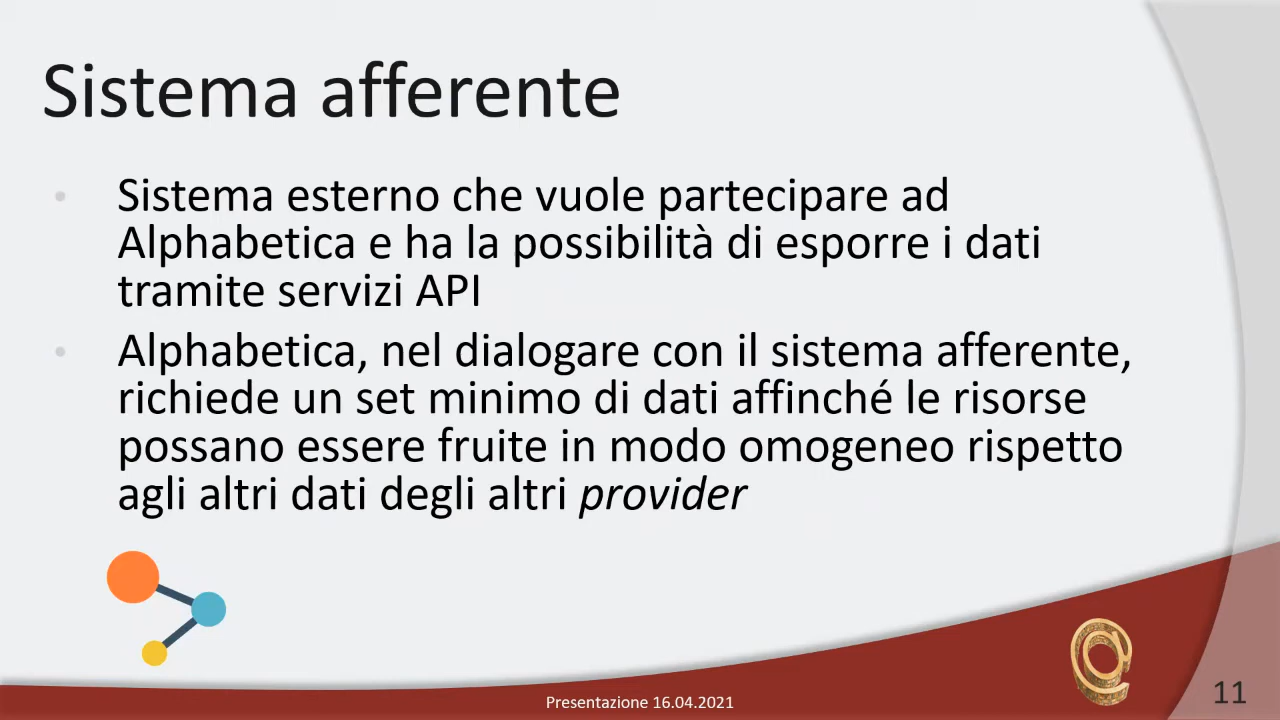 Sistema afferente
• Sistema esterno che vuole partecipare ad
Alphabetica e ha la possibilità di esporre i dati
tramite servizi API
• Alphabetica, nel dialogare con il sistema afferente,
richiede un set minimo di dati affinché le risorse
possano essere fruite in modo omogeneo rispetto
agli altri dati degli altri provider
Presentazione 16.04.2021
11